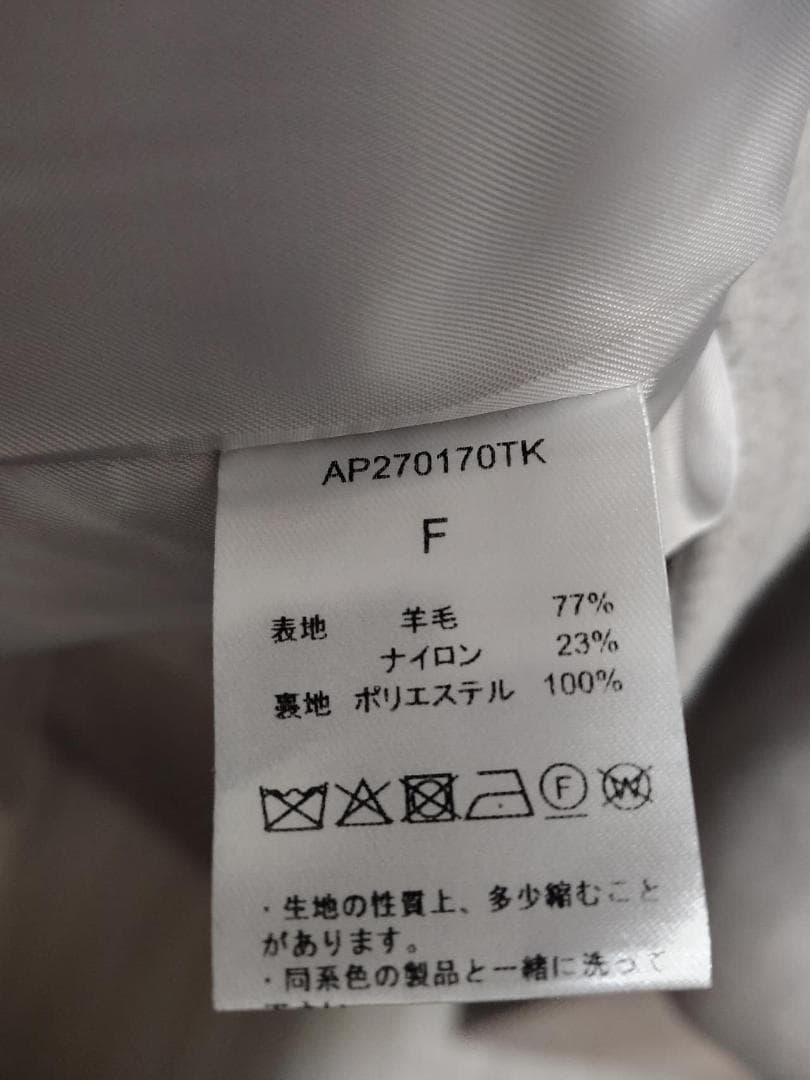 AP270170TK
F
表地 羊毛 77%
ナイロン 23%
裏地 ポリエステル 100%
F W
・生地の性質上、多少縮むこと
があります。
・同系色の製品と一緒に洗って